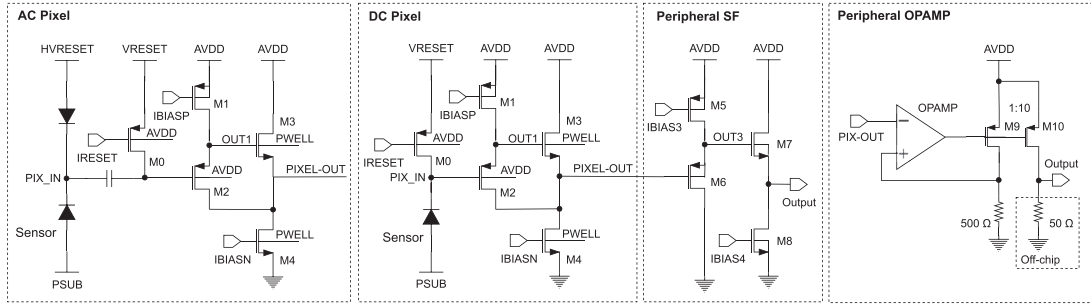 AC Pixel
HVRESET
VRESET
AVDD
AVDD
M1
IBIASP
M3
AVDD
OUT1
PWELL
IRESET
M0
PIX_IN
AVDD
PIXEL-OUT
M2
Sensor
PWELL
IBIASN
M4
PSUB
DC Pixel
VRESET
AVDD
AVDD
M1
IBIASP
M3
AVDD
OUT1
PWELL
IRESET
M0
PIX_IN
AVDD
PIXEL-OUT
M2
Sensor
PWELL
IBIASN
M4
PSUB
Peripheral SF
AVDD
AVDD
M5
IBIAS3
OUT3
M7
M6
Output
M8
IBIAS4
Peripheral OPAMP
AVDD
OPAMP
1:10
M9
M10
PIX-OUT
Output
500 Ω
50 Ω
Off-chip